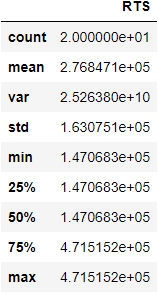 RTS
count 2.000000e+01
mean 2.768471e+05
var 2.526380e+10
std 1.630751e+05
min 1.470683e+05
25% 1.470683e+05
50% 1.470683e+05
75% 4.715152e+05
max 4.715152e+05